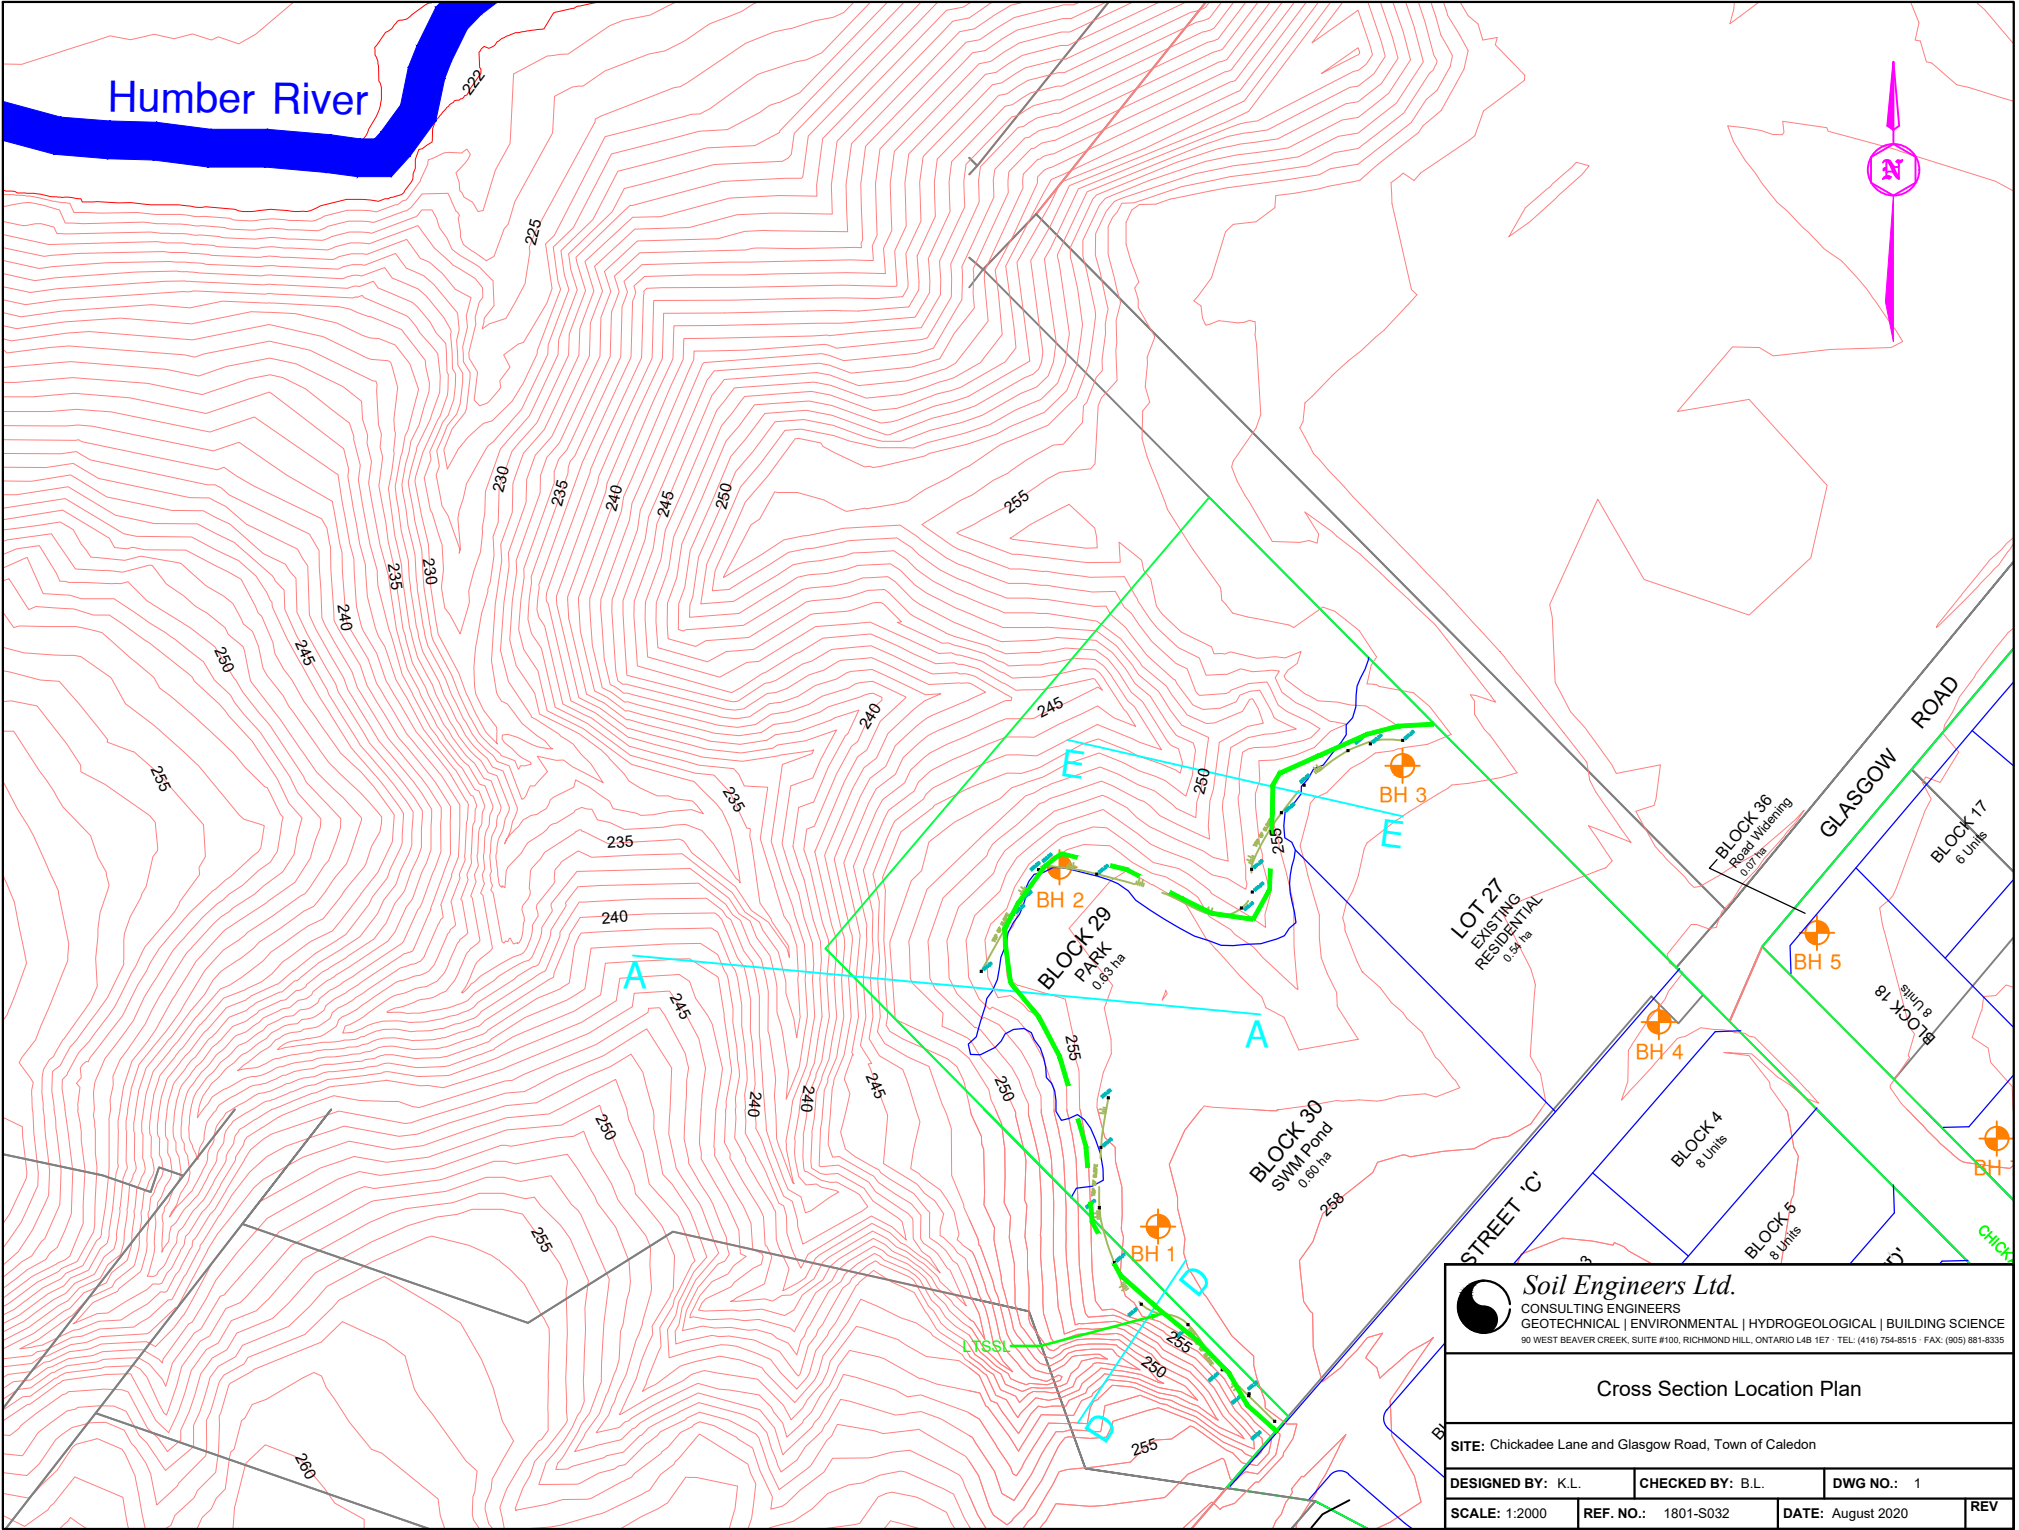 Humber River
222
225
N
230
235
240
245
250
255
235
230
240
245
250
255
240
245
235
235
240
245
250
255
E
E
BH 3
BH 2
BLOCK 29
PARK
0.63 ha
A
A
255
250
245
240
240
250
255
260
LOT 27
EXISTING
RESIDENTIAL
0.54 ha
BLOCK 36
Road Widening
0.07 ha
GLASGOW ROAD
BLOCK 17
6 Units
BH 5
BLOCK 18
8 Units
BH 4
BLOCK 30
SWM Pond
0.60 ha
258
BLOCK 4
8 Units
BLOCK 5
8 Units
BH
STREET 'C'
BH 1
D
D
LTSSL
255
250
255
Soil Engineers Ltd.
CONSULTING ENGINEERS
GEOTECHNICAL | ENVIRONMENTAL | HYDROGEOLOGICAL | BUILDING SCIENCE
90 WEST BEAVER CREEK, SUITE #100, RICHMOND HILL, ONTARIO L4B 1E7 · TEL: (416) 754-8515 · FAX: (905) 881-8335
Cross Section Location Plan
SITE: Chickadee Lane and Glasgow Road, Town of Caledon
DESIGNED BY: K.L. CHECKED BY: B.L. DWG NO.: 1
SCALE: 1:2000 REF. NO.: 1801-S032 DATE: August 2020 REV